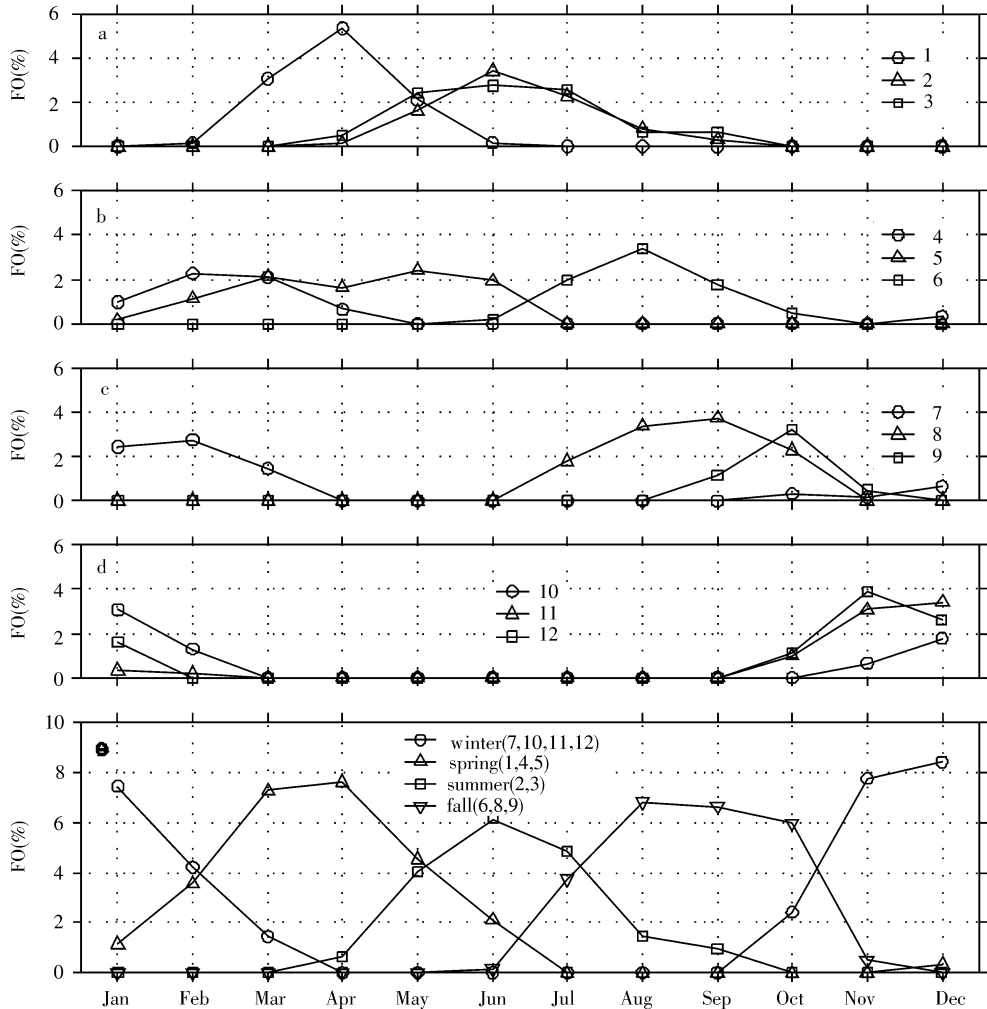 6
a
1
4
2
2
3
0
FO(%)
6
b
4
4
5
2
6
0
FO(%)
6
c
7
4
8
2
9
0
FO(%)
6
d
10
4
11
2
12
0
FO(%)
10
winter(7,10,11,12)
8
spring(1,4,5)
summer(2,3)
6
fall(6,8,9)
4
2
0
FO(%)
Jan Feb Mar Apr May Jun Jul Aug Sep Oct Nov Dec